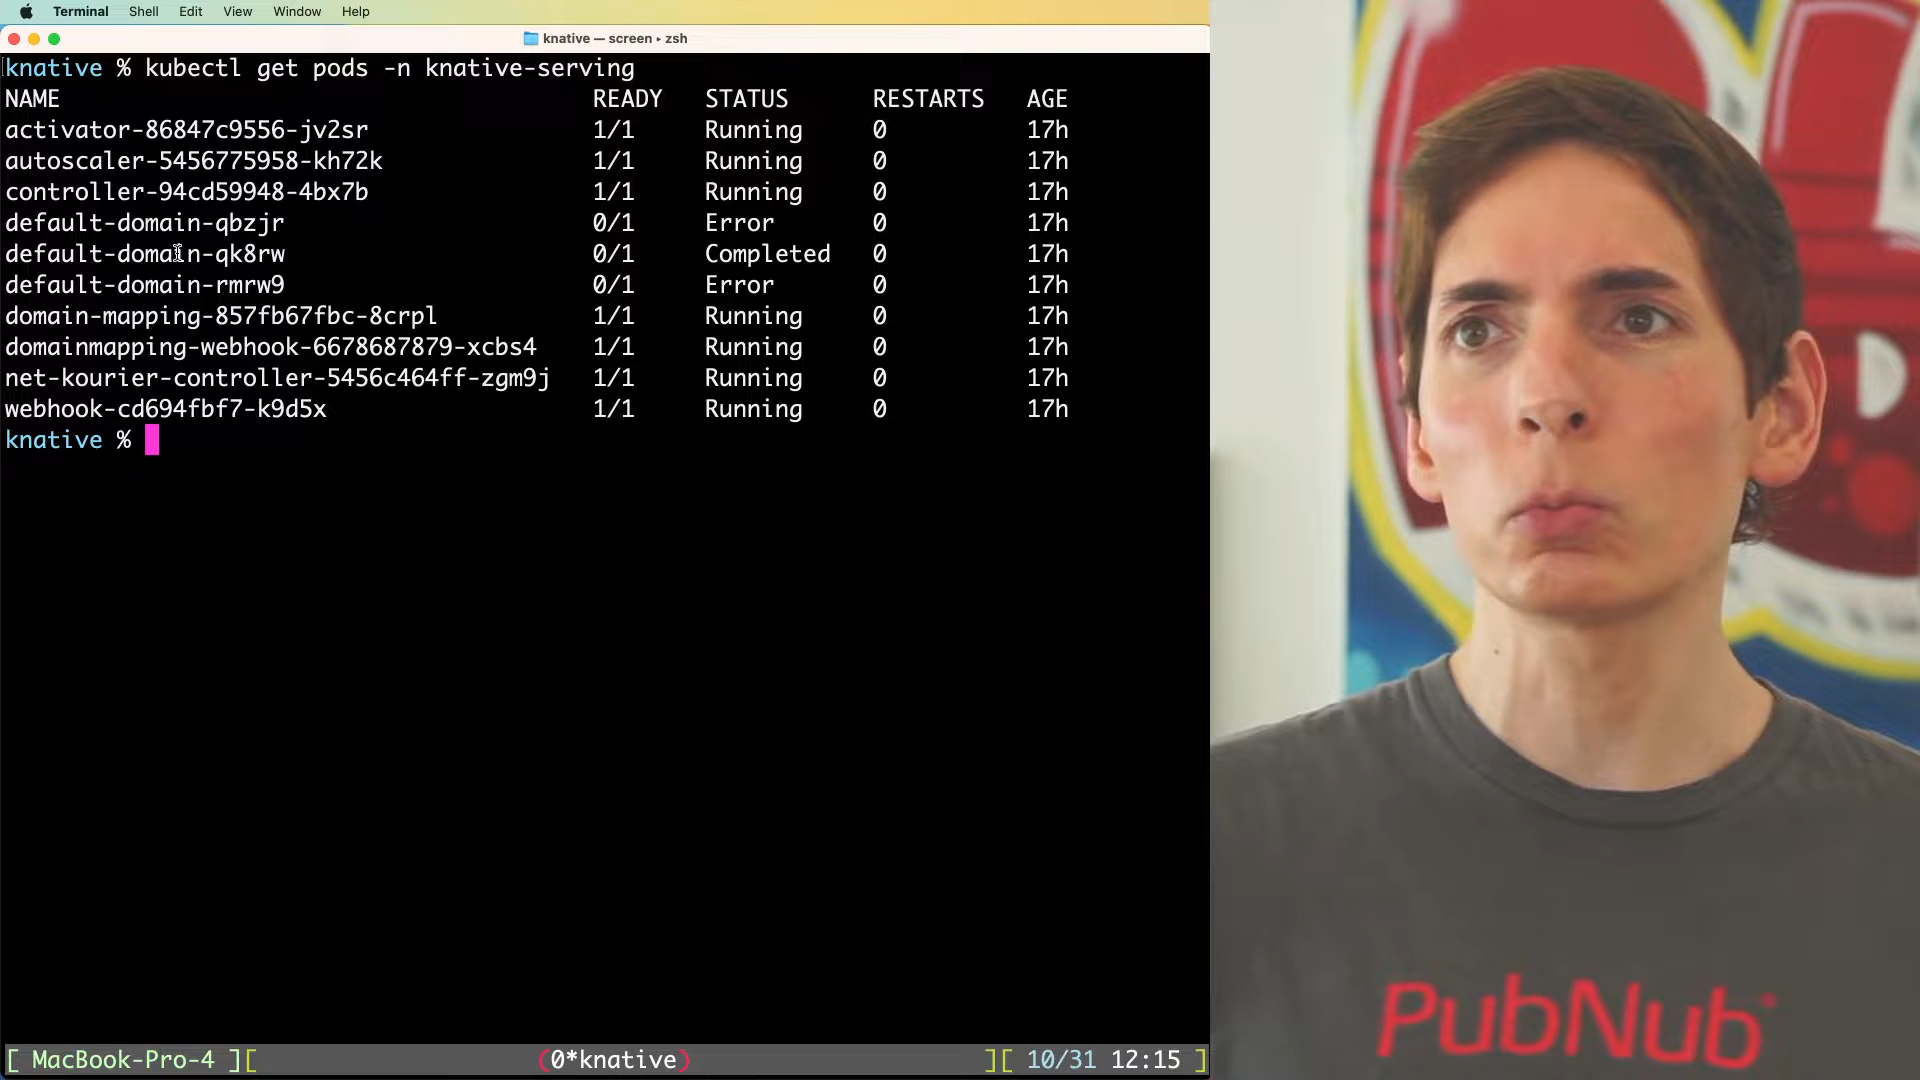 Terminal Shell Edit View Window Help
knative — screen ▸ zsh
knative % kubectl get pods -n knative-serving
NAME READY STATUS RESTARTS AGE
activator-86847c9556-jv2sr 1/1 Running 0 17h
autoscaler-5456775958-kh72k 1/1 Running 0 17h
controller-94cd59948-4bx7b 1/1 Running 0 17h
default-domain-qbzjr 0/1 Error 0 17h
default-domain-qk8rw 0/1 Completed 0 17h
default-domain-rmrw9 0/1 Error 0 17h
domain-mapping-857fb67fbc-8crpl 1/1 Running 0 17h
domainmapping-webhook-6678687879-xcbs4 1/1 Running 0 17h
net-kourier-controller-5456c464ff-zgm9j 1/1 Running 0 17h
webhook-cd694fbf7-k9d5x 1/1 Running 0 17h
knative %
[ MacBook-Pro-4 ][ (0*knative) ][ 10/31 12:15 ]
PubNub